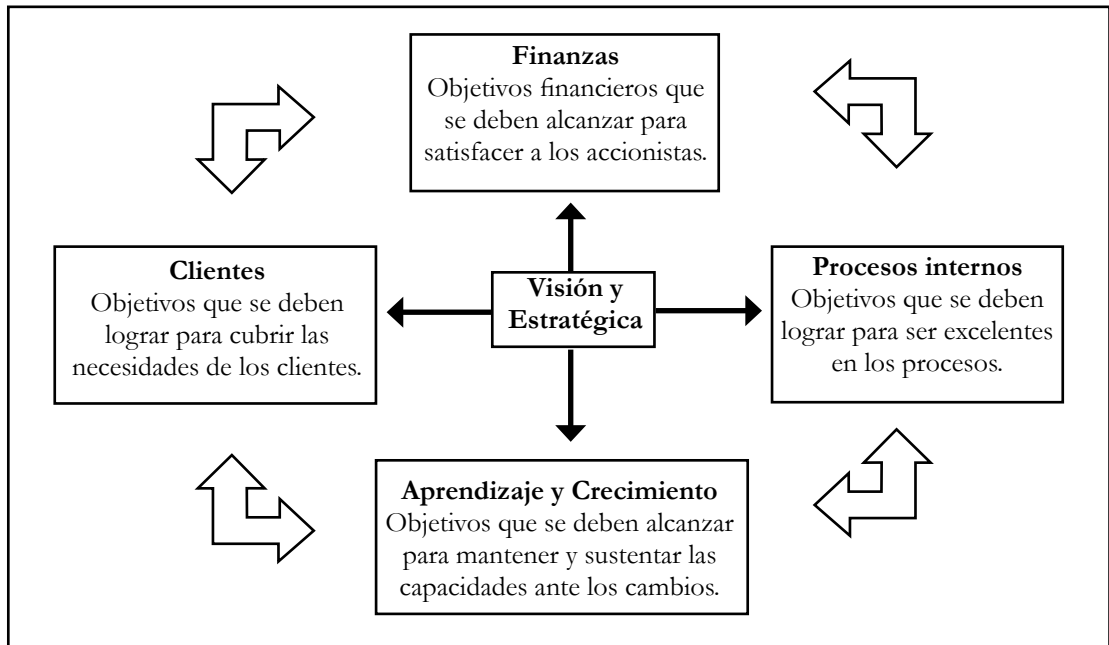 Finanzas
Objetivos financieros que
se deben alcanzar para
satisfacer a los accionistas.
Clientes
Objetivos que se deben
lograr para cubrir las
necesidades de los clientes.
Visión y
Estratégica
Procesos internos
Objetivos que se deben
lograr para ser excelentes
en los procesos.
Aprendizaje y Crecimiento
Objetivos que se deben alcanzar
para mantener y sustentar las
capacidades ante los cambios.